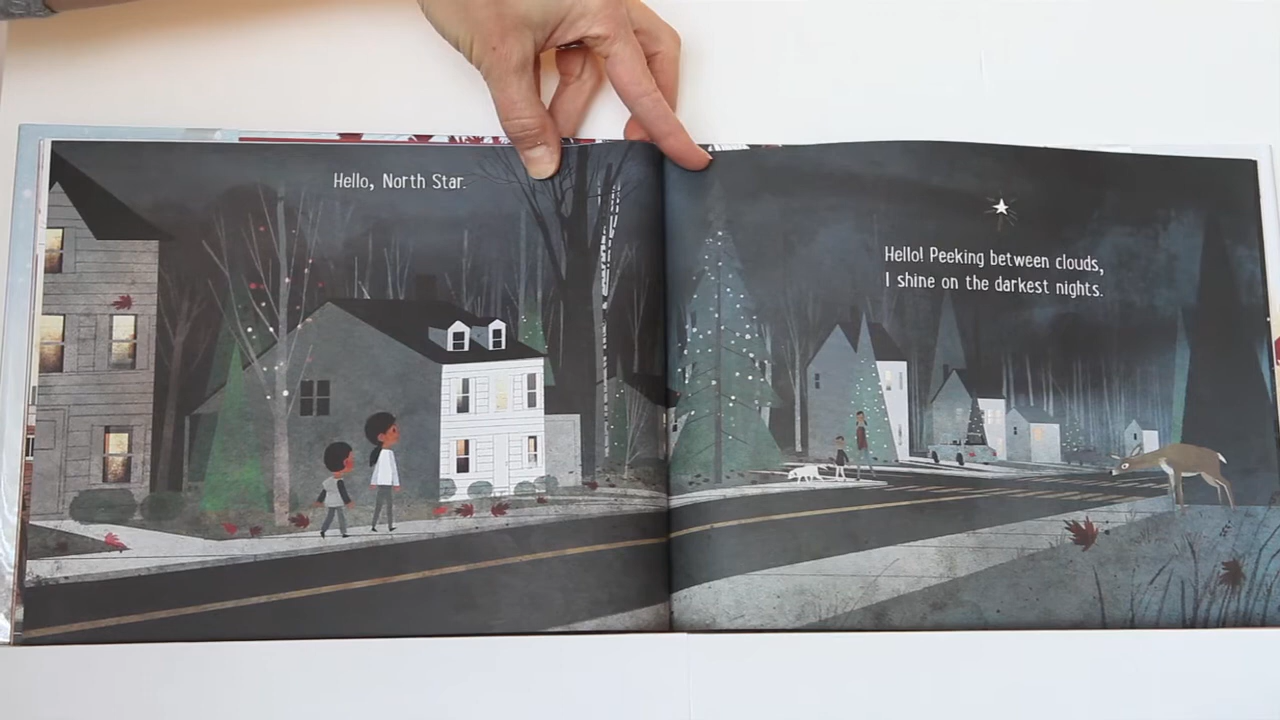 Hello, North Star.
Hello! Peeking between clouds,
I shine on the darkest nights.